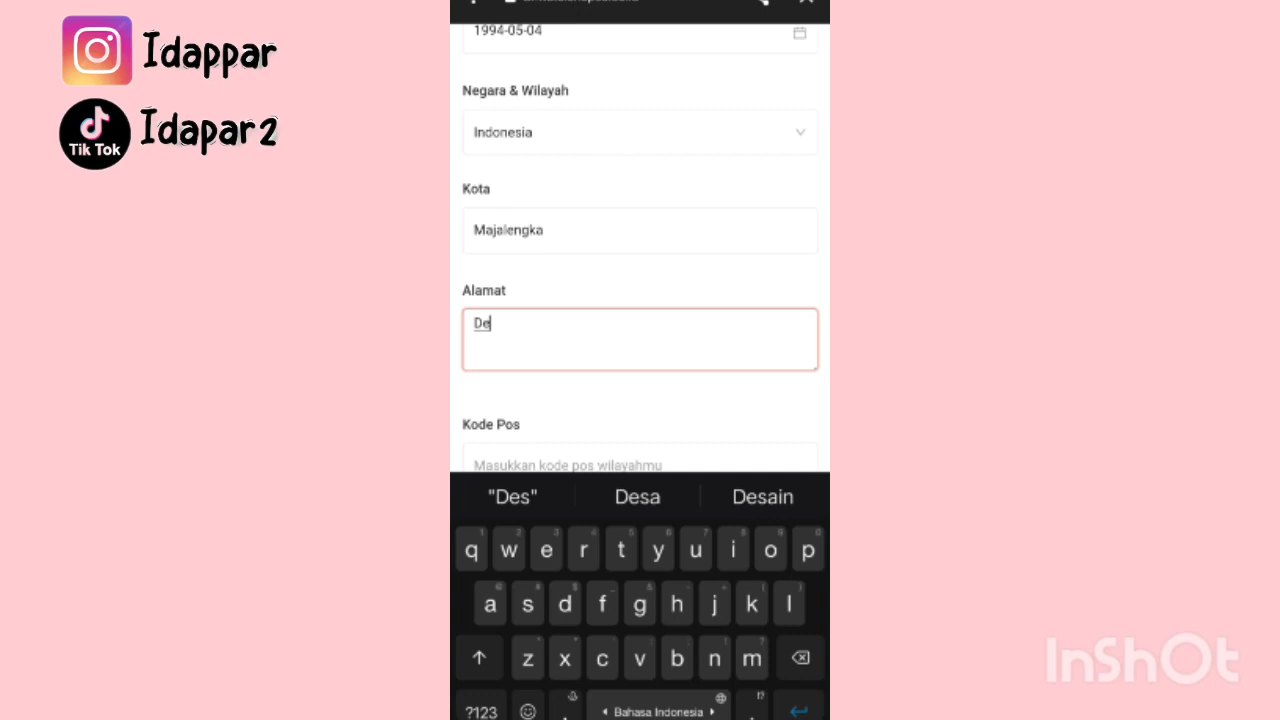 Idappar
Tik Tok
Idapar2
1994-05-04
Negara & Wilayah
Indonesia
Kota
Majalengka
Alamat
De
Kode Pos
Masukkan kode pos wilayahmu
"Des" Desa Desain
q w e r t y u i o p
a s d f g h j k l
z x c v b n m
?123 Bahasa Indonesia
InShOt